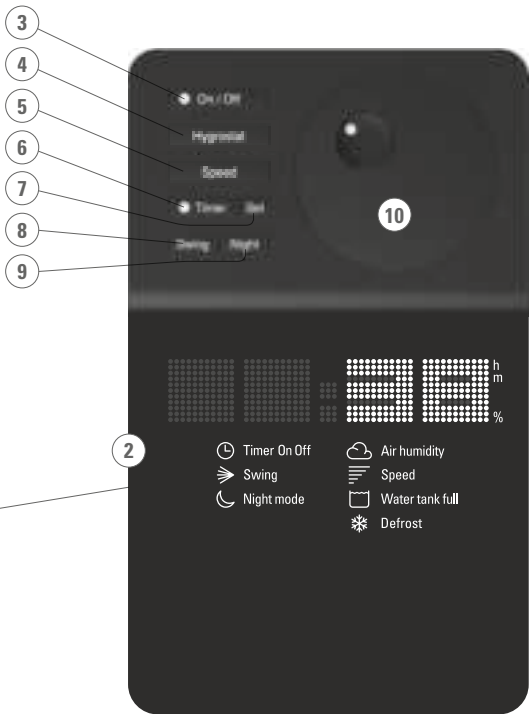 3
4
5
6
7
8
9
On / Off
Hygrostat
Speed
Timer Set
Swing Night
10
38
h
m
%
2
Timer On Off
Swing
Night mode
Air humidity
Speed
Water tank full
Defrost